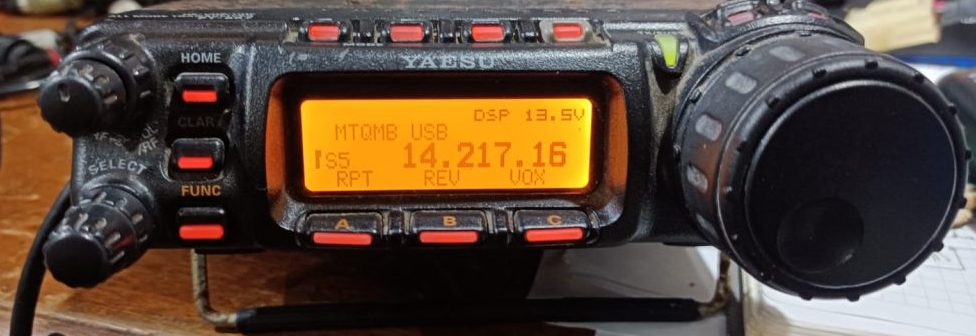 YAESU
HOME
CLAR
SELECT
FUNC
DSP 13.5V
MTQMB USB
S5 14.217.16
RPT REV VOX
A B C